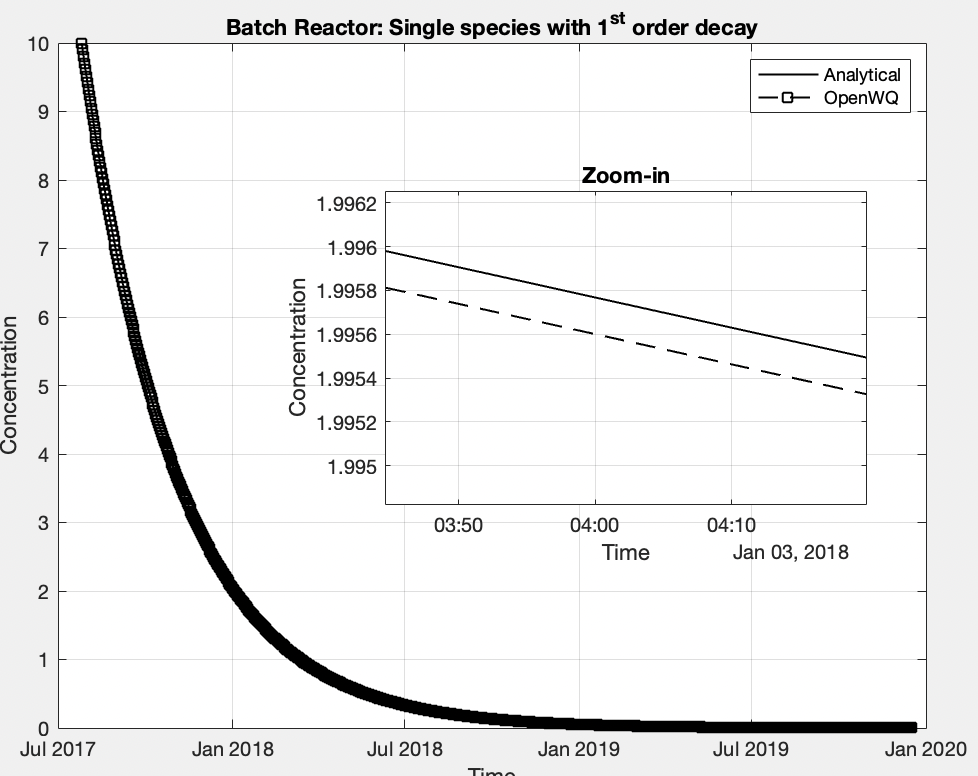 Batch Reactor: Single species with 1st order decay
10
9
8
7
6
5
4
3
2
1
0
Concentration
Analytical
OpenWQ
Zoom-in
1.9962
1.996
1.9958
1.9956
1.9954
1.9952
1.995
Concentration
03:50 04:00 04:10
Time
Jan 03, 2018
Jul 2017 Jan 2018 Jul 2018 Jan 2019 Jul 2019 Jan 2020
Time